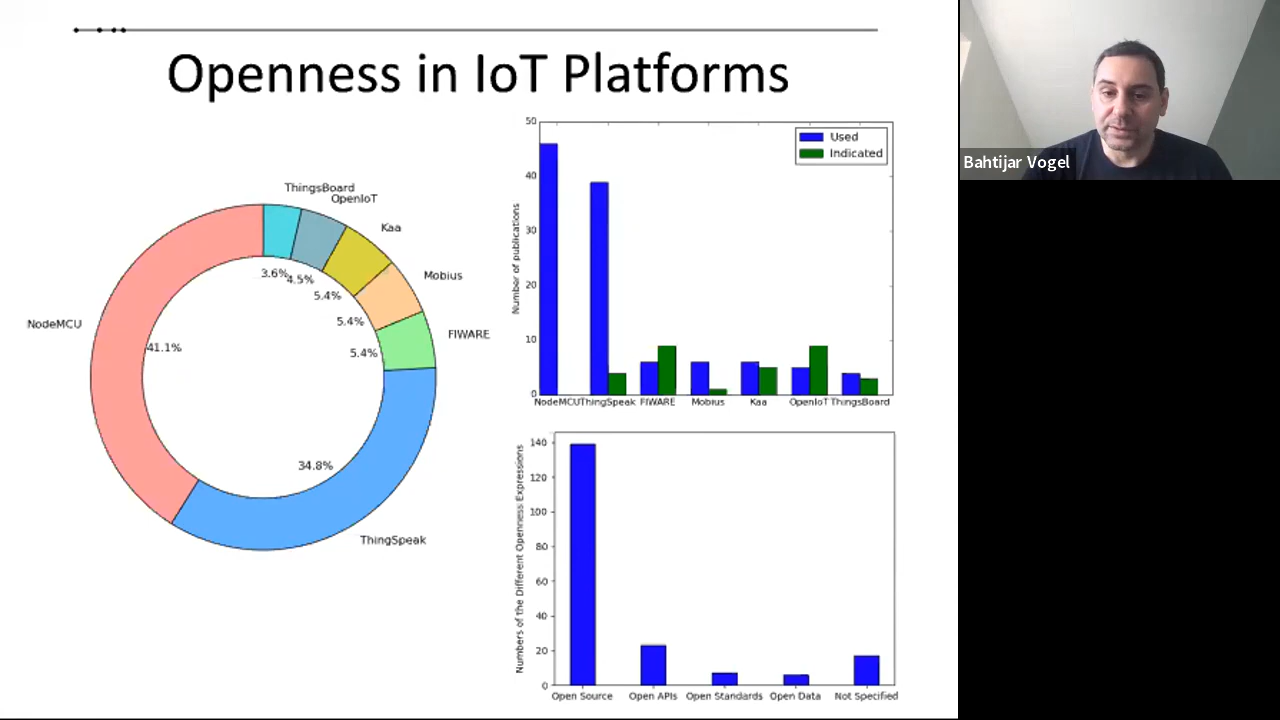 Openness in IoT Platforms
ThingsBoard
OpenIoT
Kaa
Mobius
FIWARE
NodeMCU
ThingSpeak
3.6%
4.5%
5.4%
5.4%
5.4%
41.1%
34.8%
Used
Indicated
Number of publications
50
40
30
20
10
0
NodeMCU ThingSpeak FIWARE Mobius Kaa OpenIoT ThingsBoard
Numbers of the Different Openness Expressions
140
120
100
80
60
40
20
0
Open Source Open APIs Open Standards Open Data Not Specified
Bahtijar Vogel